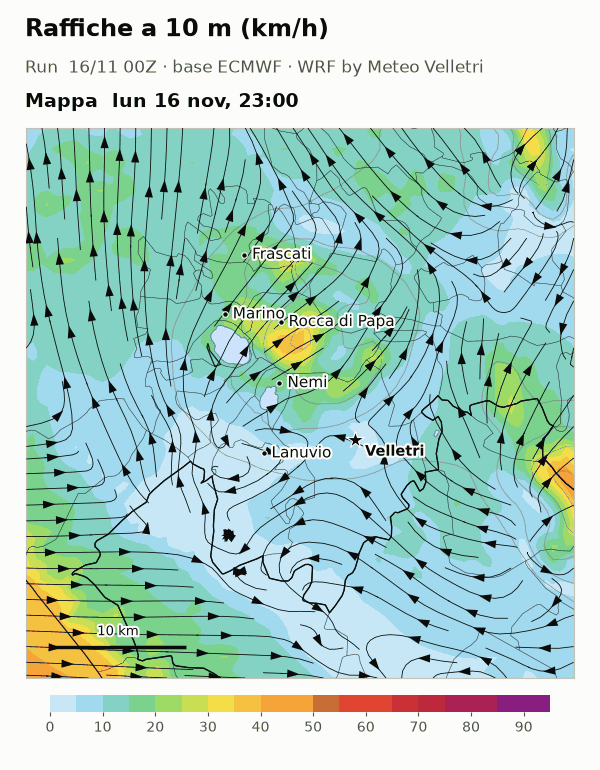 Raffiche a 10 m (km/h)
Run  16/11 00Z · base ECMWF · WRF by Meteo Velletri
Mappa  lun 16 nov, 23:00
Frascati
Marino
Rocca di Papa
Nemi
Velletri
Lanuvio
10 km
0 10 20 30 40 50 60 70 80 90